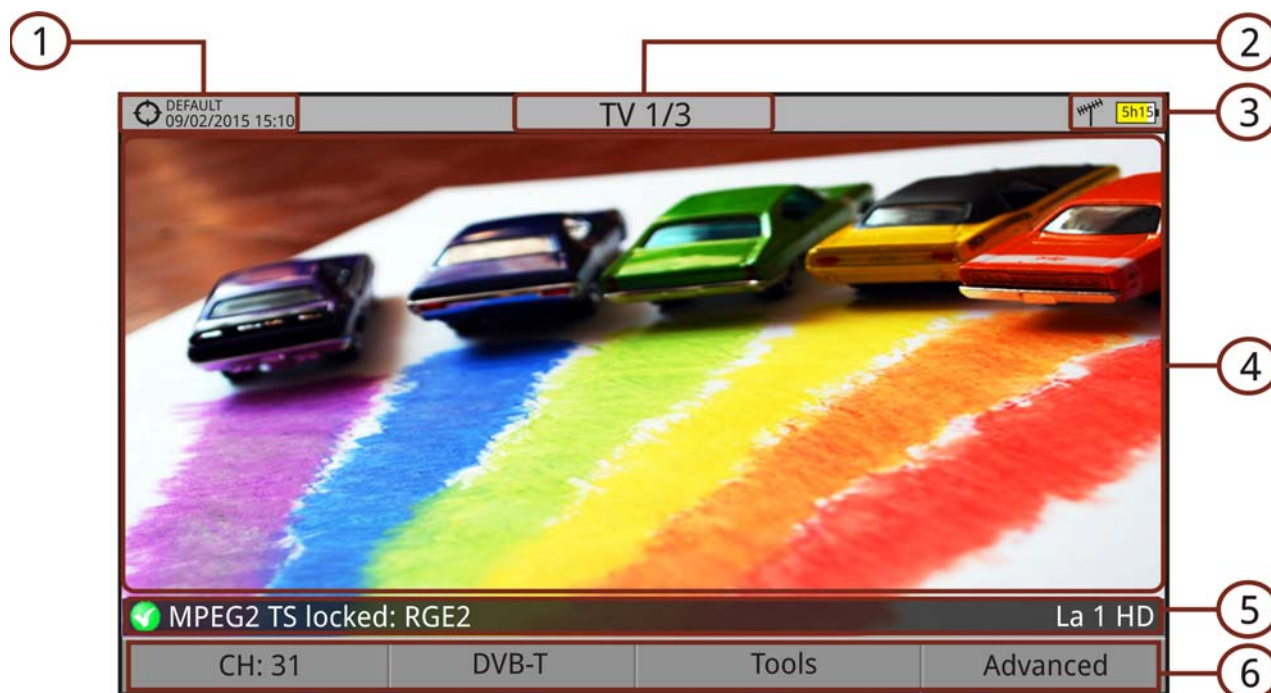 1
2
3
DEFAULT
09/02/2015 15:10
TV 1/3
5h15
4
MPEG2 TS locked: RGE2
La 1 HD
5
CH: 31
DVB-T
Tools
Advanced
6